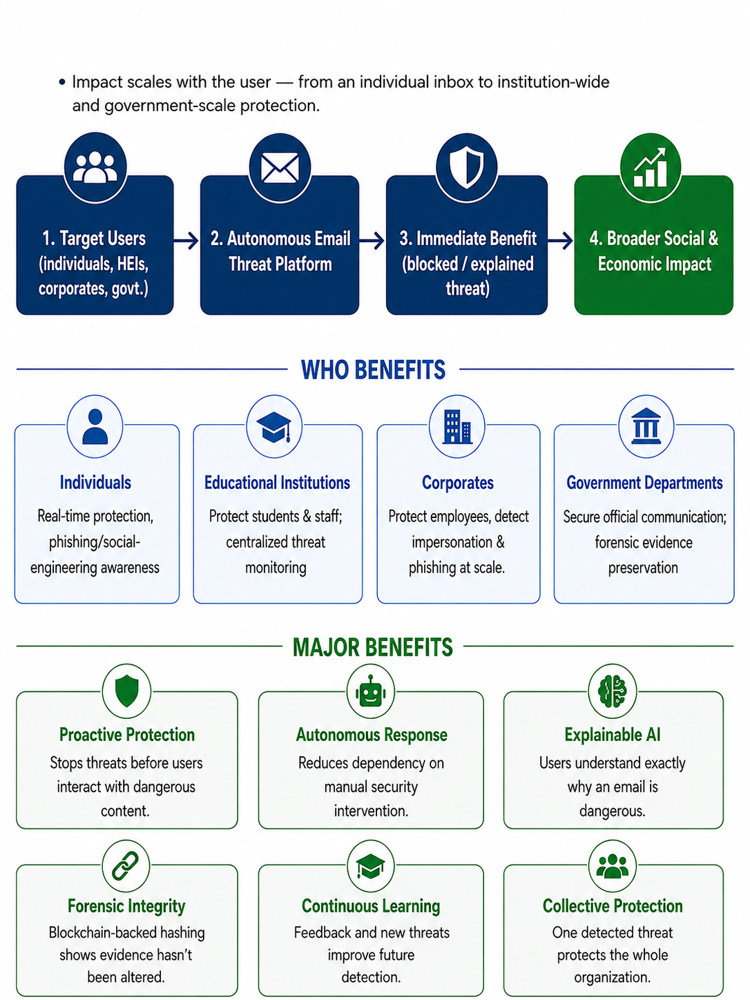 • Impact scales with the user — from an individual inbox to institution-wide
and government-scale protection.
1. Target Users
(individuals, HEIs,
corporates, govt.)
2. Autonomous Email
Threat Platform
3. Immediate Benefit
(blocked / explained
threat)
4. Broader Social &
Economic Impact
WHO BENEFITS
Individuals
Real-time protection,
phishing/social-
engineering awareness
Educational Institutions
Protect students & staff;
centralized threat
monitoring
Corporates
Protect employees, detect
impersonation &
phishing at scale.
Government Departments
Secure official communication;
forensic evidence
preservation
MAJOR BENEFITS
Proactive Protection
Stops threats before users
interact with dangerous
content.
Autonomous Response
Reduces dependency on
manual security
intervention.
Explainable AI
Users understand exactly
why an email is
dangerous.
Forensic Integrity
Blockchain-backed hashing
shows evidence hasn't
been altered.
Continuous Learning
Feedback and new threats
improve future
detection.
Collective Protection
One detected threat
protects the whole
organization.